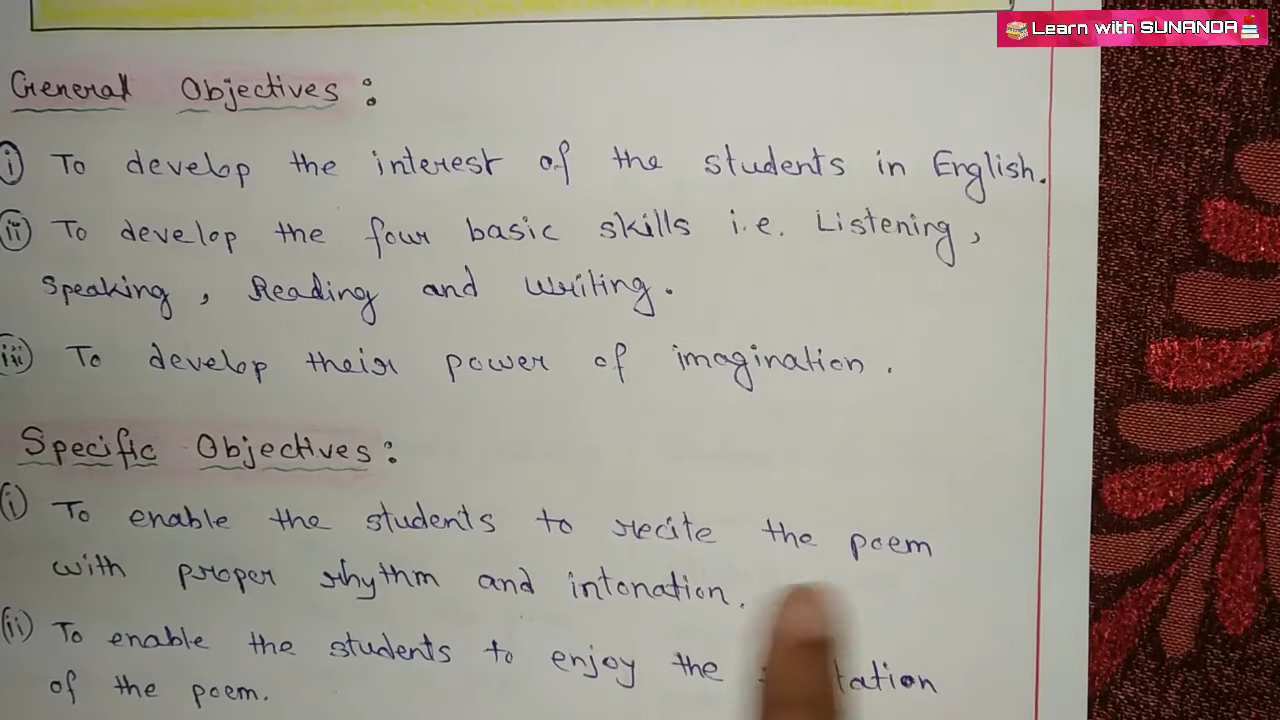 Learn with SUNANDA
General Objectives :
i To develop the interest of the students in English.
ii To develop the four basic skills i.e. Listening,
Speaking, Reading and Writing.
iii To develop their power of imagination.
Specific Objectives :
(i) To enable the students to recite the poem
with proper rhythm and intonation.
(ii) To enable the students to enjoy the
of the poem.